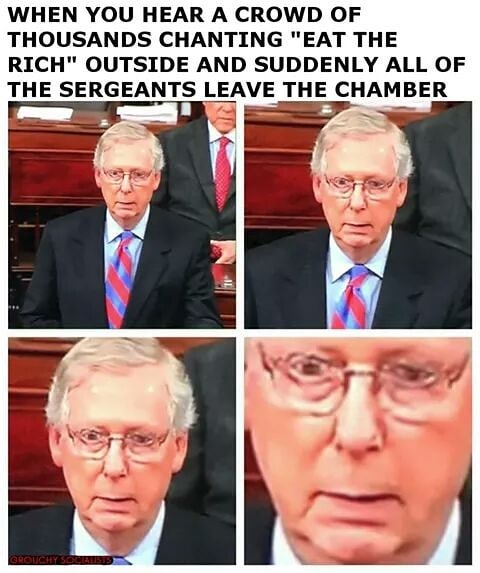 WHEN YOU HEAR A CROWD OF
THOUSANDS CHANTING "EAT THE
RICH" OUTSIDE AND SUDDENLY ALL OF
THE SERGEANTS LEAVE THE CHAMBER
GROUCHY SOCIALISTS